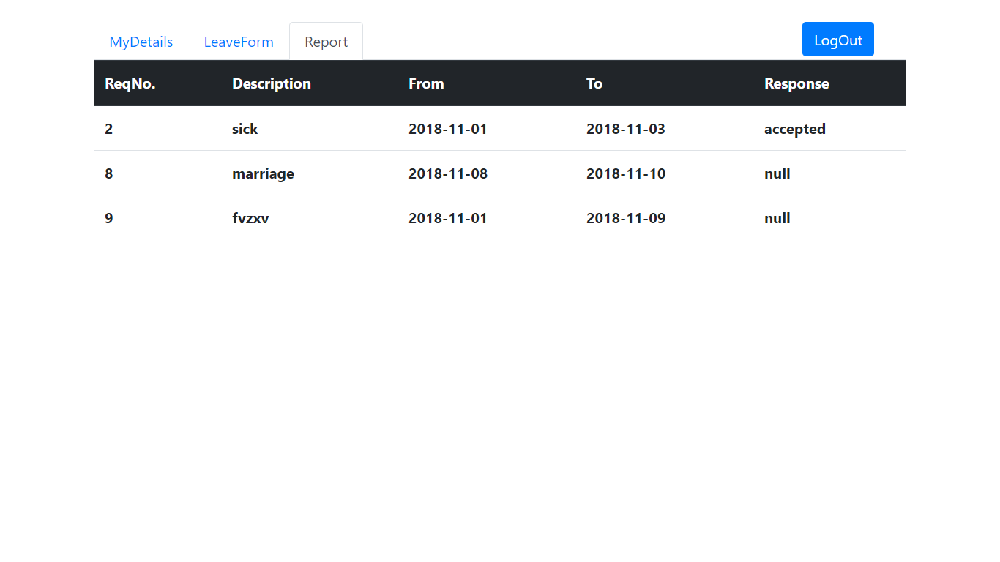 MyDetails LeaveForm Report LogOut
ReqNo. Description From To Response
2 sick 2018-11-01 2018-11-03 accepted
8 marriage 2018-11-08 2018-11-10 null
9 fvzxv 2018-11-01 2018-11-09 null